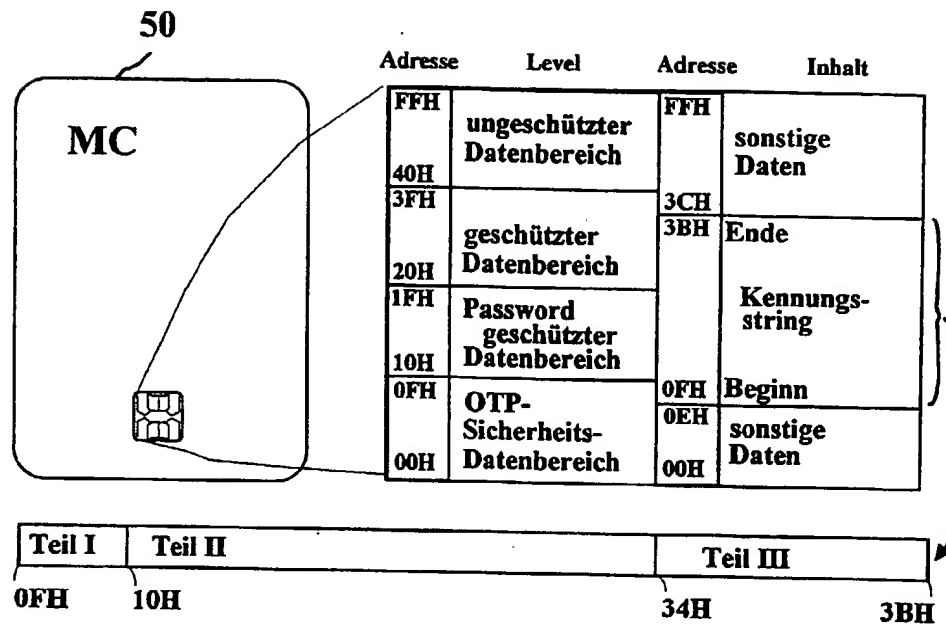 50
MC
Adresse Level Adresse Inhalt
FFH
ungeschützter
Datenbereich
40H
3FH
geschützter
Datenbereich
20H
1FH
Password
geschützter
Datenbereich
10H
0FH
OTP-
Sicherheits-
Datenbereich
00H
FFH
sonstige
Daten
3CH
3BH Ende
Kennungs-
string
0FH Beginn
0EH
sonstige
Daten
00H
Teil I Teil II Teil III
0FH 10H 34H 3BH